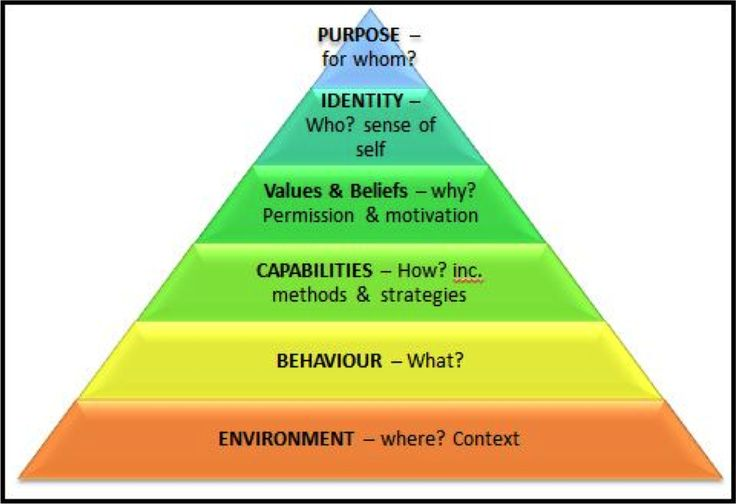 PURPOSE –
for whom?
IDENTITY –
Who? sense of
self
Values & Beliefs – why?
Permission & motivation
CAPABILITIES – How? inc.
methods & strategies
BEHAVIOUR – What?
ENVIRONMENT – where? Context